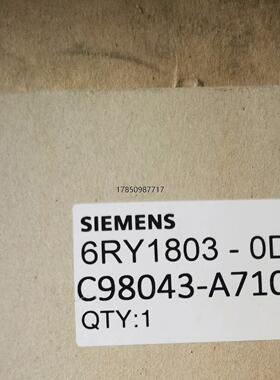 17850987717
SIEMENS
6RY1803 - 0D
C98043-A710
QTY:1